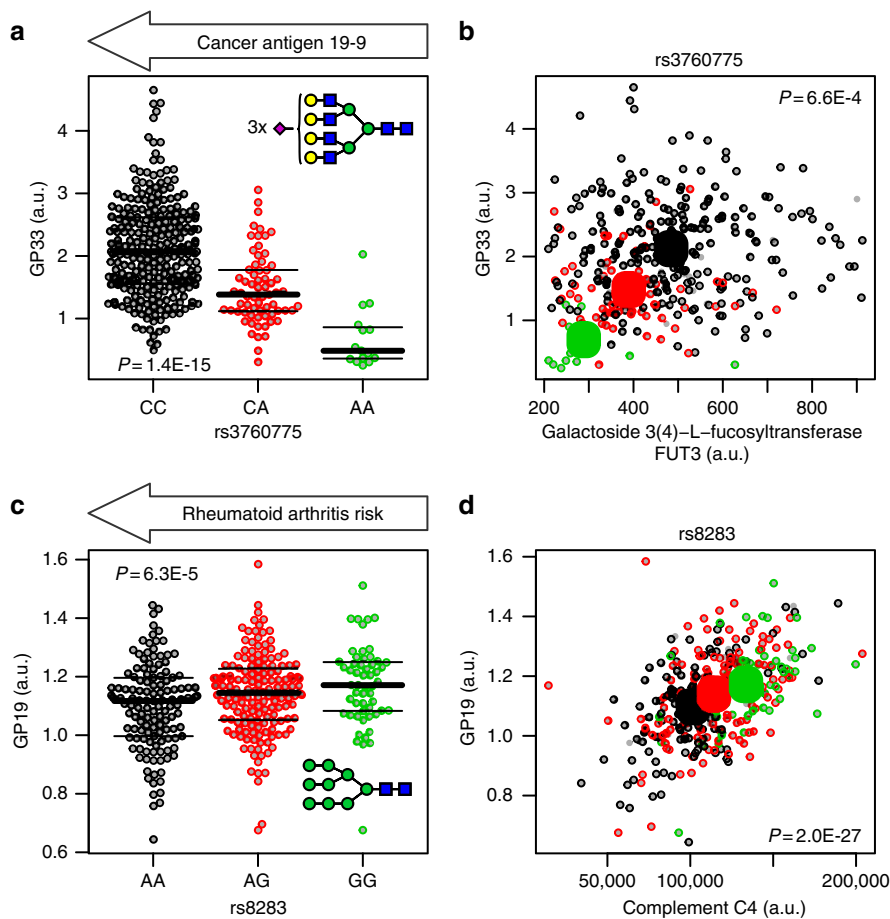 a
Cancer antigen 19-9
GP33 (a.u.)
4
3
2
1
3x
P=1.4E-15
CC CA AA
rs3760775
b
rs3760775
P=6.6E-4
GP33 (a.u.)
4
3
2
1
200 400 600 800
Galactoside 3(4)–L–fucosyltransferase
FUT3 (a.u.)
c
Rheumatoid arthritis risk
GP19 (a.u.)
1.6
1.4
1.2
1.0
0.8
0.6
P=6.3E-5
AA AG GG
rs8283
d
rs8283
GP19 (a.u.)
1.6
1.4
1.2
1.0
0.8
P=2.0E-27
50,000 100,000 200,000
Complement C4 (a.u.)